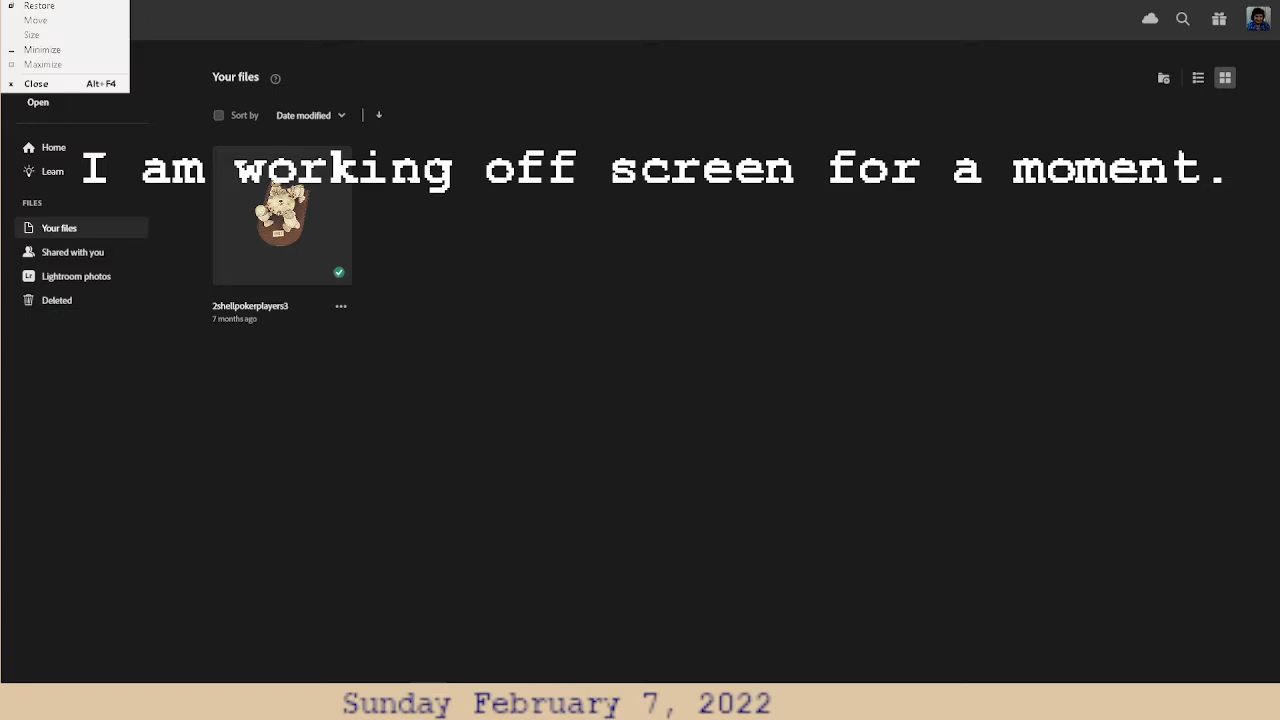 Restore
Move
Size
Minimize
Maximize
Close Alt+F4
Open
Your files
Sort by Date modified
Home
Learn
I am working off screen for a moment.
FILES
Your files
Shared with you
Lr Lightroom photos
Deleted
2shellpokerplayers3
7 months ago
Sunday February 7, 2022